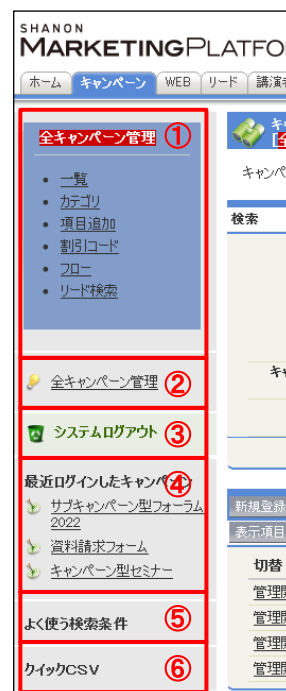 SHANON
MARKETINGPLATFO
ホーム キャンペーン WEB リード 講演
全キャンペーン管理 ①
一覧
カテゴリ
項目追加
割引コード
フロー
リード検索
全キャンペーン管理 ②
システムログアウト ③
最近ログインしたキャンペーン ④
サブキャンペーン型フォーラム
2022
資料請求フォーム
キャンペーン型セミナー
よく使う検索条件 ⑤
クイックCSV ⑥
キャンペ
検索
キャ
新規登録
表示項目
切替
管理
管理
管理
管理